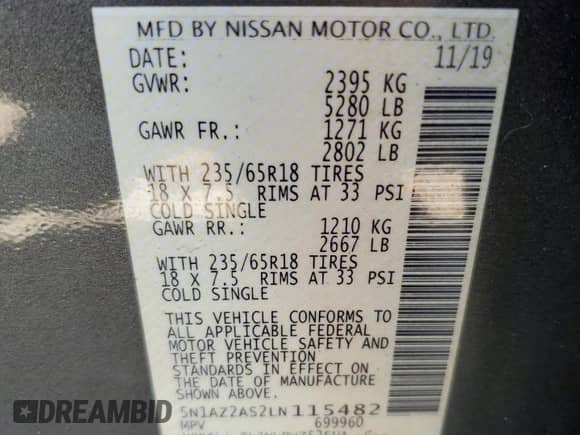 MFD BY NISSAN MOTOR CO., LTD.
DATE: 11/19
GVWR: 2395 KG
5280 LB
GAWR FR.: 1271 KG
2802 LB
WITH 235/65R18 TIRES
18 X 7.5 RIMS AT 33 PSI
COLD SINGLE
GAWR RR.: 1210 KG
2667 LB
WITH 235/65R18 TIRES
18 X 7.5 RIMS AT 33 PSI
COLD SINGLE
THIS VEHICLE CONFORMS TO
ALL APPLICABLE FEDERAL
MOTOR VEHICLE SAFETY AND
THEFT PREVENTION
STANDARDS IN EFFECT ON
THE DATE OF MANUFACTURE
SHOWN ABOVE.
5N1AZ2AS2LN115482
MPV 699960
RIDEMBID